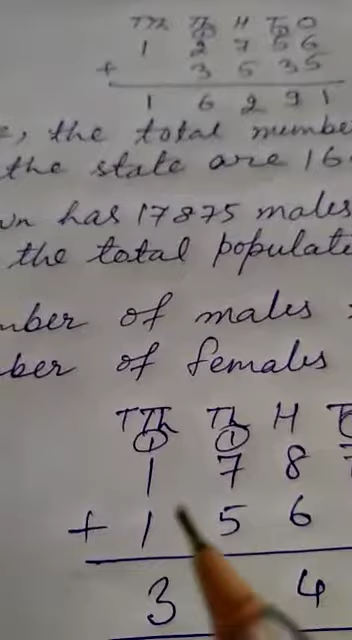 TTh Th H T O
1 2 7 5 6
+ 3 5 3 5
1 6 2 9 1
, the total number
the state are 16
has 17875 males
the total populat
mber of males
ber of females
TTh Th H T
1 1
1 7 8 7
+ 1 5 6
3 4